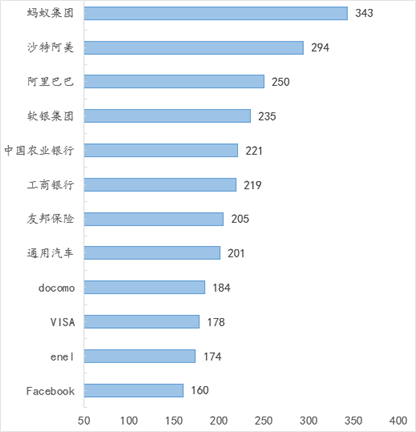 蚂蚁集团 343
沙特阿美 294
阿里巴巴 250
软银集团 235
中国农业银行 221
工商银行 219
友邦保险 205
通用汽车 201
docomo 184
VISA 178
enel 174
Facebook 160
50 100 150 200 250 300 350 400